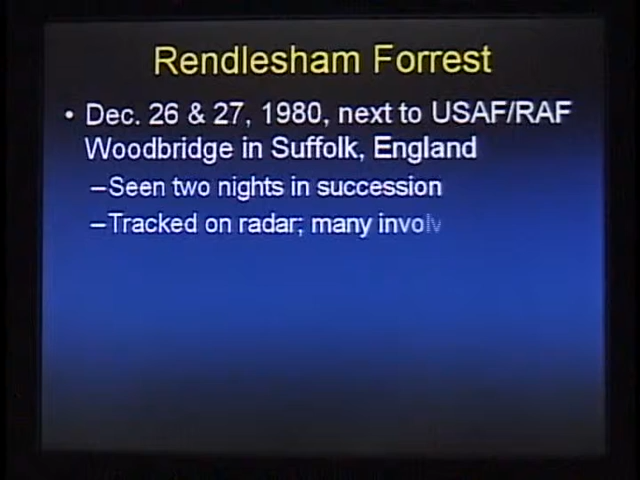 Rendlesham Forrest
• Dec. 26 & 27, 1980, next to USAF/RAF
Woodbridge in Suffolk, England
–Seen two nights in succession
–Tracked on radar; many involv